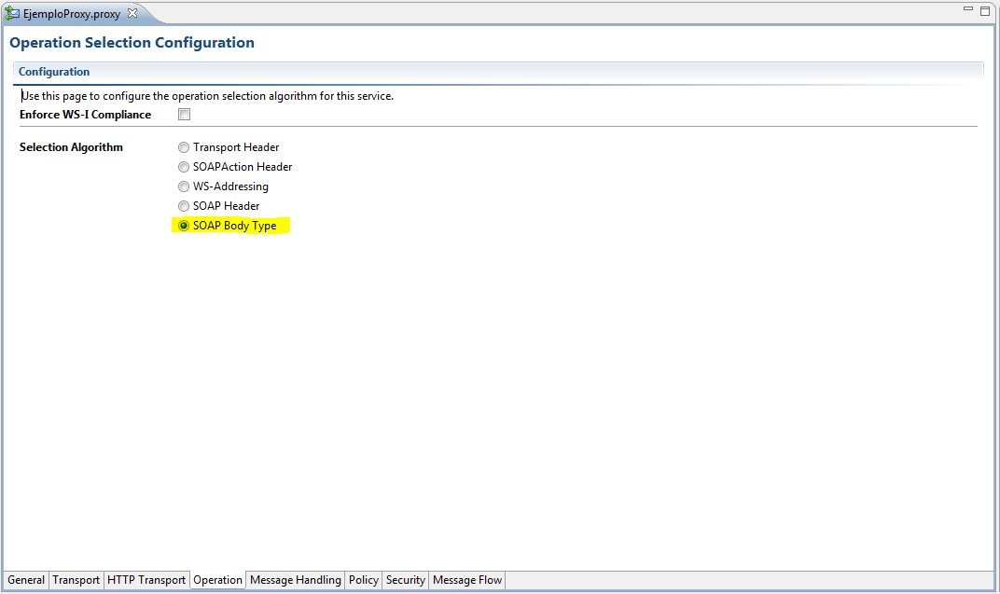 EjemploProxy.proxy
Operation Selection Configuration
Configuration
Use this page to configure the operation selection algorithm for this service.
Enforce WS-I Compliance
Selection Algorithm Transport Header
SOAPAction Header
WS-Addressing
SOAP Header
SOAP Body Type
General Transport HTTP Transport Operation Message Handling Policy Security Message Flow